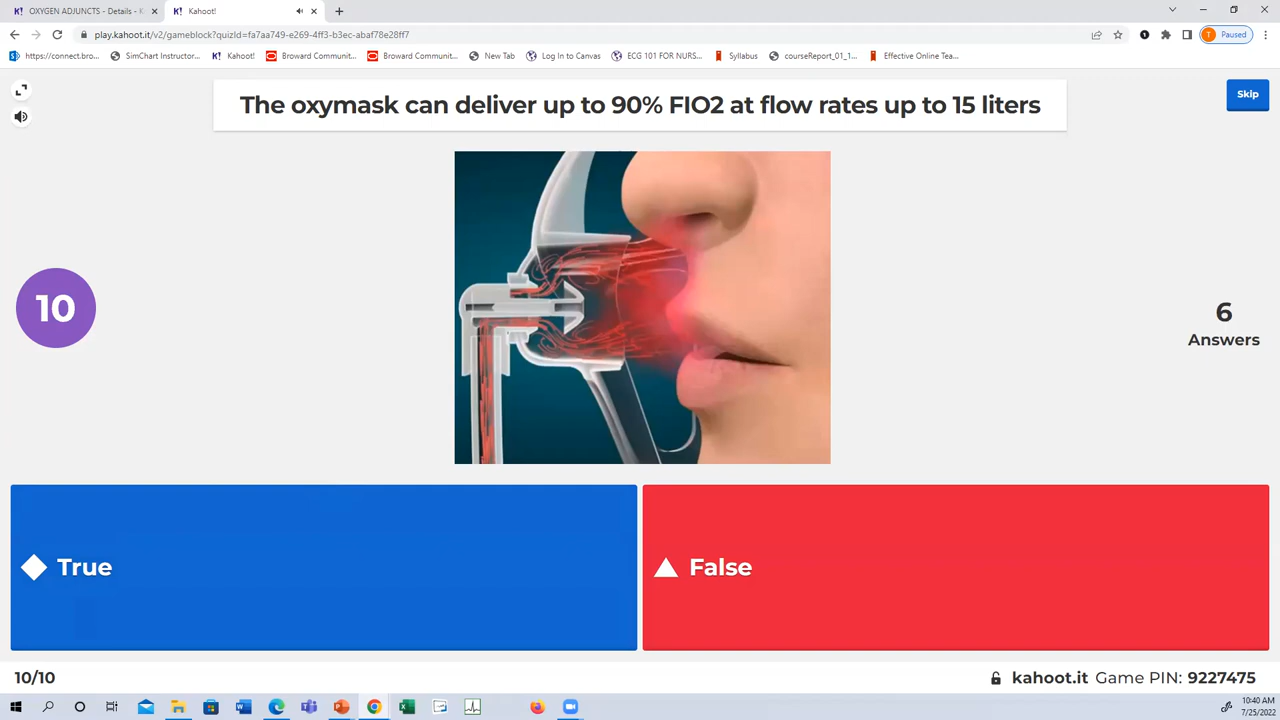 K! OXYGEN ADJUNCTS - Details - K
K! Kahoot!
play.kahoot.it/v2/gameblock?quizId=fa7aa749-e269-4ff3-b3ec-abaf78e28ff7
T Paused
https://connect.bro...
SimChart Instructor...
K! Kahoot!
Broward Communit...
Broward Communit...
New Tab
Log In to Canvas
ECG 101 FOR NURS...
Syllabus
courseReport_01_1...
Effective Online Tea...
The oxymask can deliver up to 90% FIO2 at flow rates up to 15 liters
Skip
10
6
Answers
True
False
10/10
kahoot.it Game PIN: 9227475
10:40 AM
7/25/2022